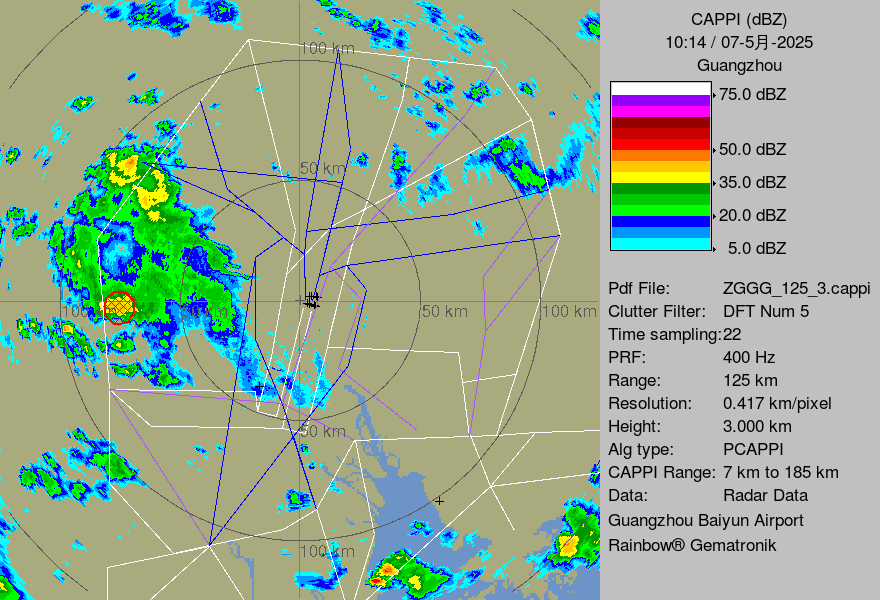 CAPPI (dBZ)
10:14 / 07-5月-2025
Guangzhou
75.0 dBZ
50.0 dBZ
35.0 dBZ
20.0 dBZ
5.0 dBZ
Pdf File: ZGGG_125_3.cappi
Clutter Filter: DFT Num 5
Time sampling:22
PRF: 400 Hz
Range: 125 km
Resolution: 0.417 km/pixel
Height: 3.000 km
Alg type: PCAPPI
CAPPI Range: 7 km to 185 km
Data: Radar Data
Guangzhou Baiyun Airport
Rainbow® Gematronik
100 km
50 km
50 km
100 km
50 km
100 km